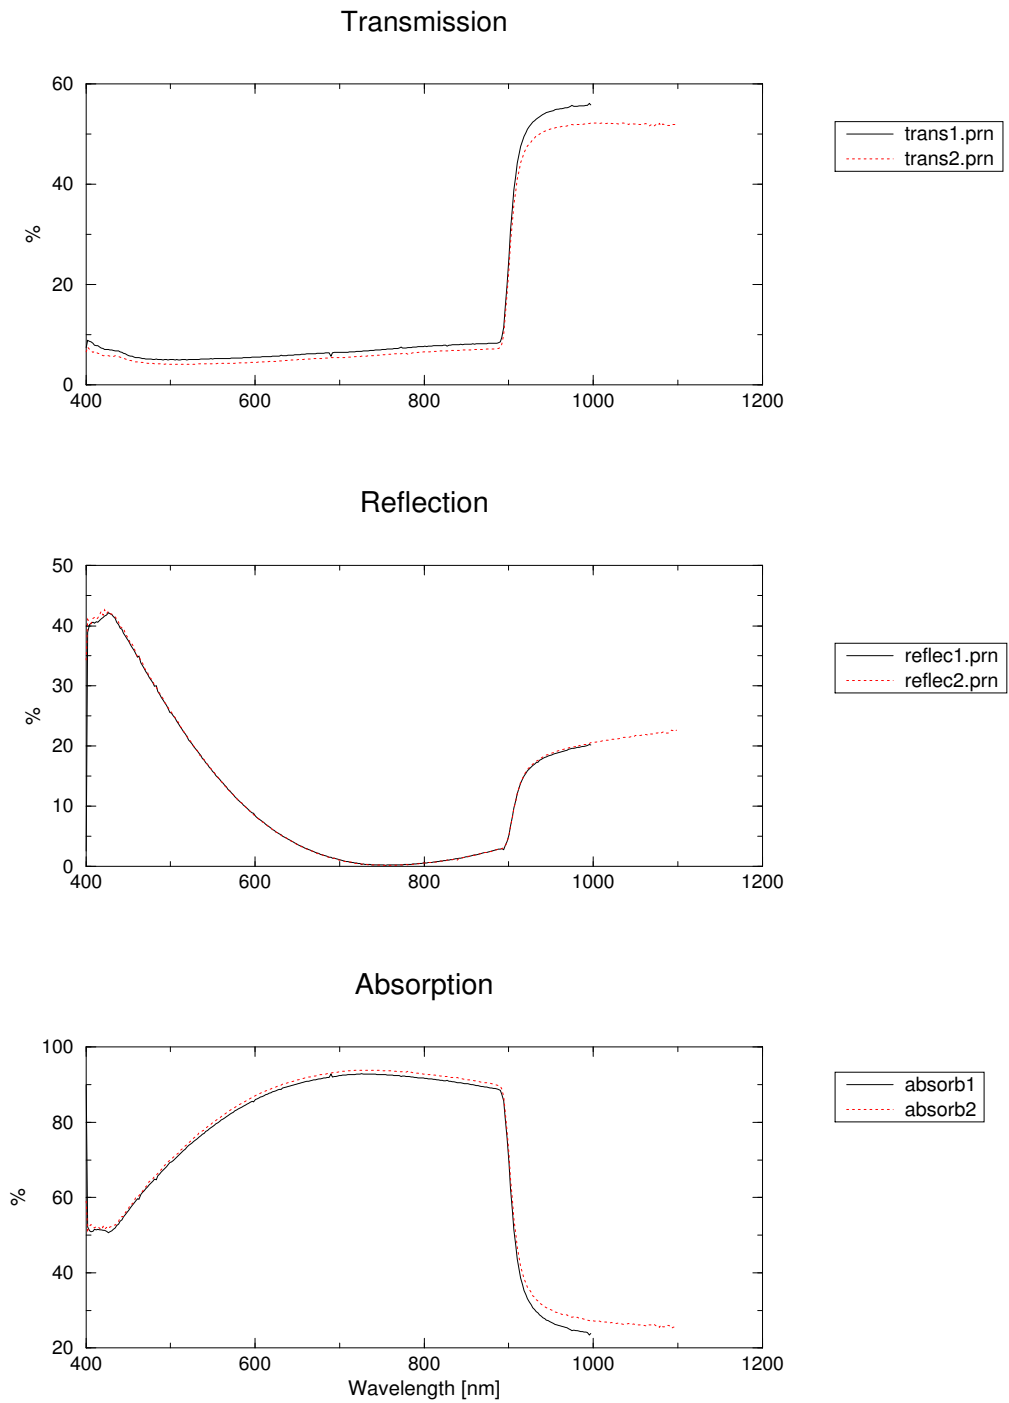 Transmission
60
40
%
20
0
400 600 800 1000 1200
trans1.prn
trans2.prn
Reflection
50
40
30
%
20
10
0
400 600 800 1000 1200
reflec1.prn
reflec2.prn
Absorption
100
80
%
60
40
20
400 600 800 1000 1200
Wavelength [nm]
absorb1
absorb2